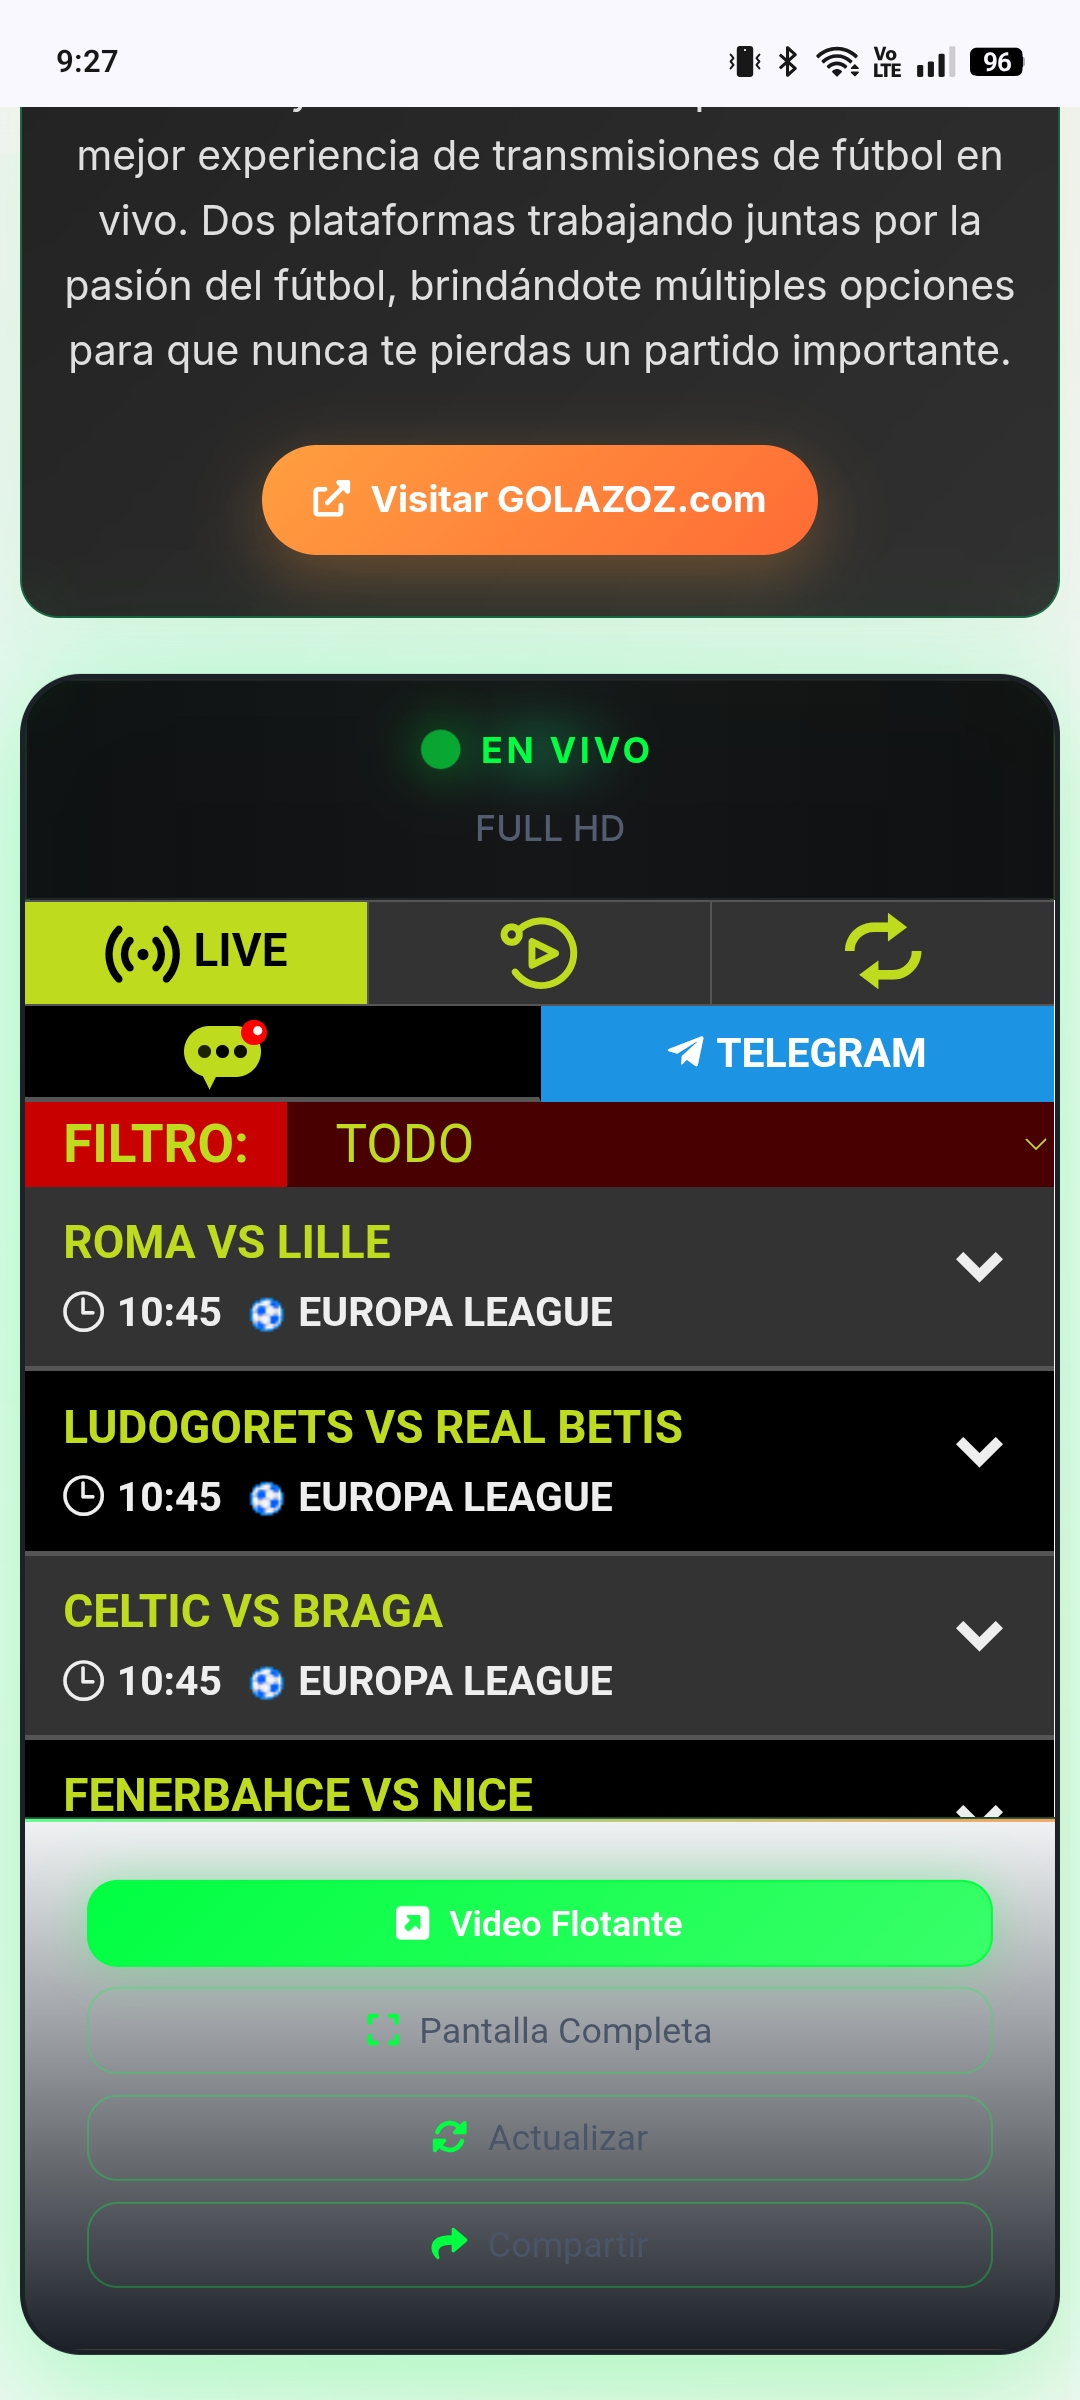 9:27
Vo
LTE
96
mejor experiencia de transmisiones de fútbol en
vivo. Dos plataformas trabajando juntas por la
pasión del fútbol, brindándote múltiples opciones
para que nunca te pierdas un partido importante.
Visitar GOLAZOZ.com
EN VIVO
FULL HD
LIVE
TELEGRAM
FILTRO:
TODO
ROMA VS LILLE
10:45 EUROPA LEAGUE
LUDOGORETS VS REAL BETIS
10:45 EUROPA LEAGUE
CELTIC VS BRAGA
10:45 EUROPA LEAGUE
FENERBAHCE VS NICE
Video Flotante
Pantalla Completa
Actualizar
Compartir